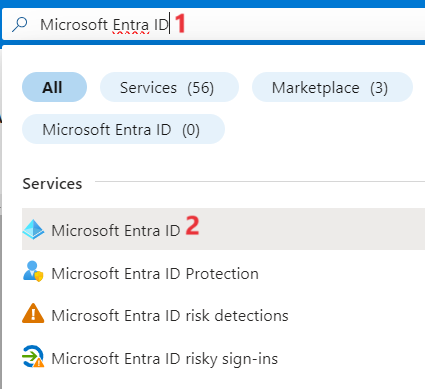 Microsoft Entra ID 1
All Services (56) Marketplace (3)
Microsoft Entra ID (0)
Services
Microsoft Entra ID 2
Microsoft Entra ID Protection
Microsoft Entra ID risk detections
Microsoft Entra ID risky sign-ins